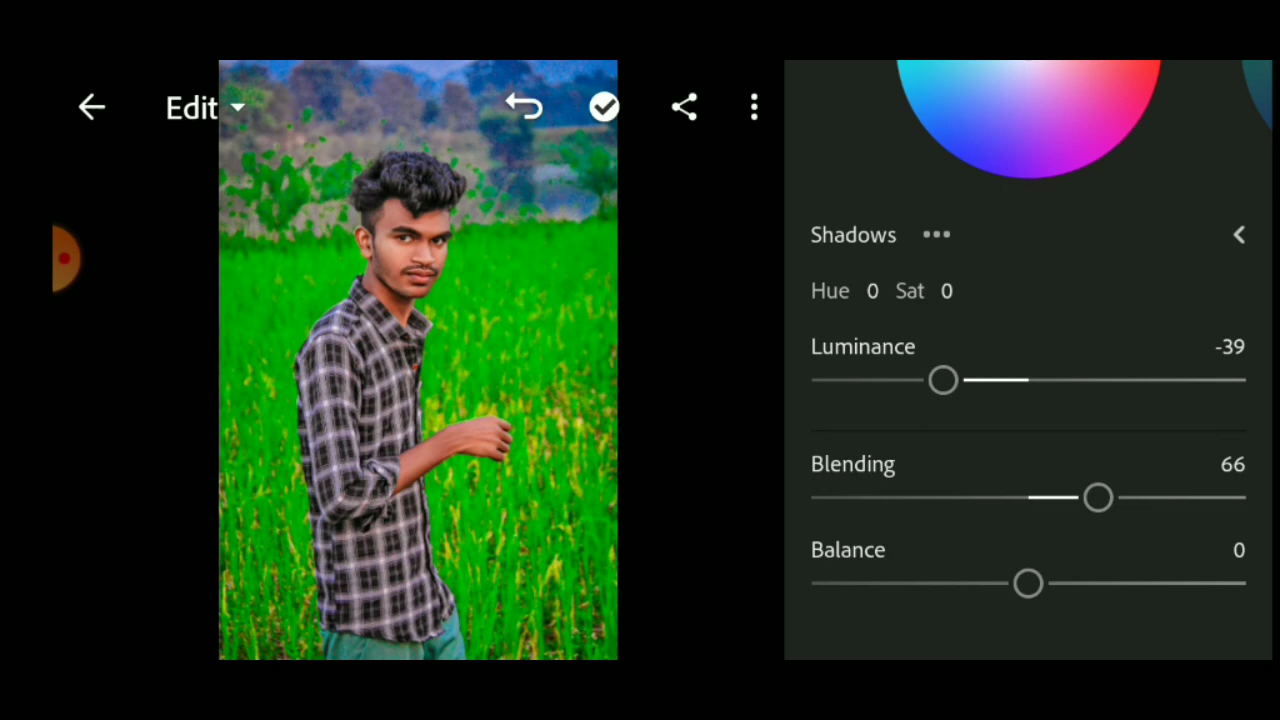 Edit
Shadows
Hue 0 Sat 0
Luminance -39
Blending 66
Balance 0